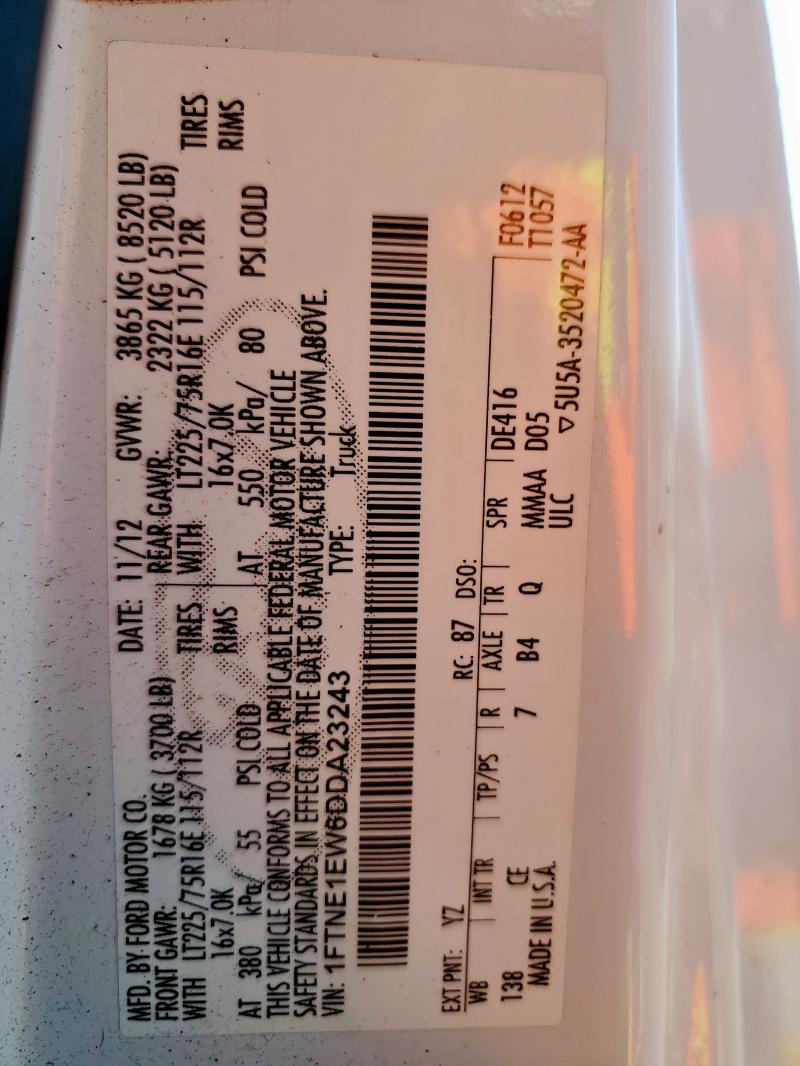 MFD. BY FORD MOTOR CO. DATE: 11/12 GVWR: 3865 KG ( 8520 LB)
FRONT GAWR: 1678 KG ( 3700 LB) REAR GAWR: 2322 KG ( 5120 LB)
WITH LT225/75R16E 115/112R TIRES WITH LT225/75R16E 115/112R TIRES
16x7.0K RIMS 16x7.0K RIMS
AT 380 kPa/ 55 PSI COLD AT 550 kPa/ 80 PSI COLD
THIS VEHICLE CONFORMS TO ALL APPLICABLE FEDERAL MOTOR VEHICLE
SAFETY STANDARDS IN EFFECT ON THE DATE OF MANUFACTURE SHOWN ABOVE.
VIN: 1FTNE1EW6DDA23243 TYPE: Truck
EXT PNT: YZ RC: 87 DSO:
WB INT TR TP/PS R AXLE TR SPR DE416 F0612
138 CE 7 B4 Q MMAA D05 T1057
MADE IN U.S.A. ULC ▽5U5A-3520472-AA